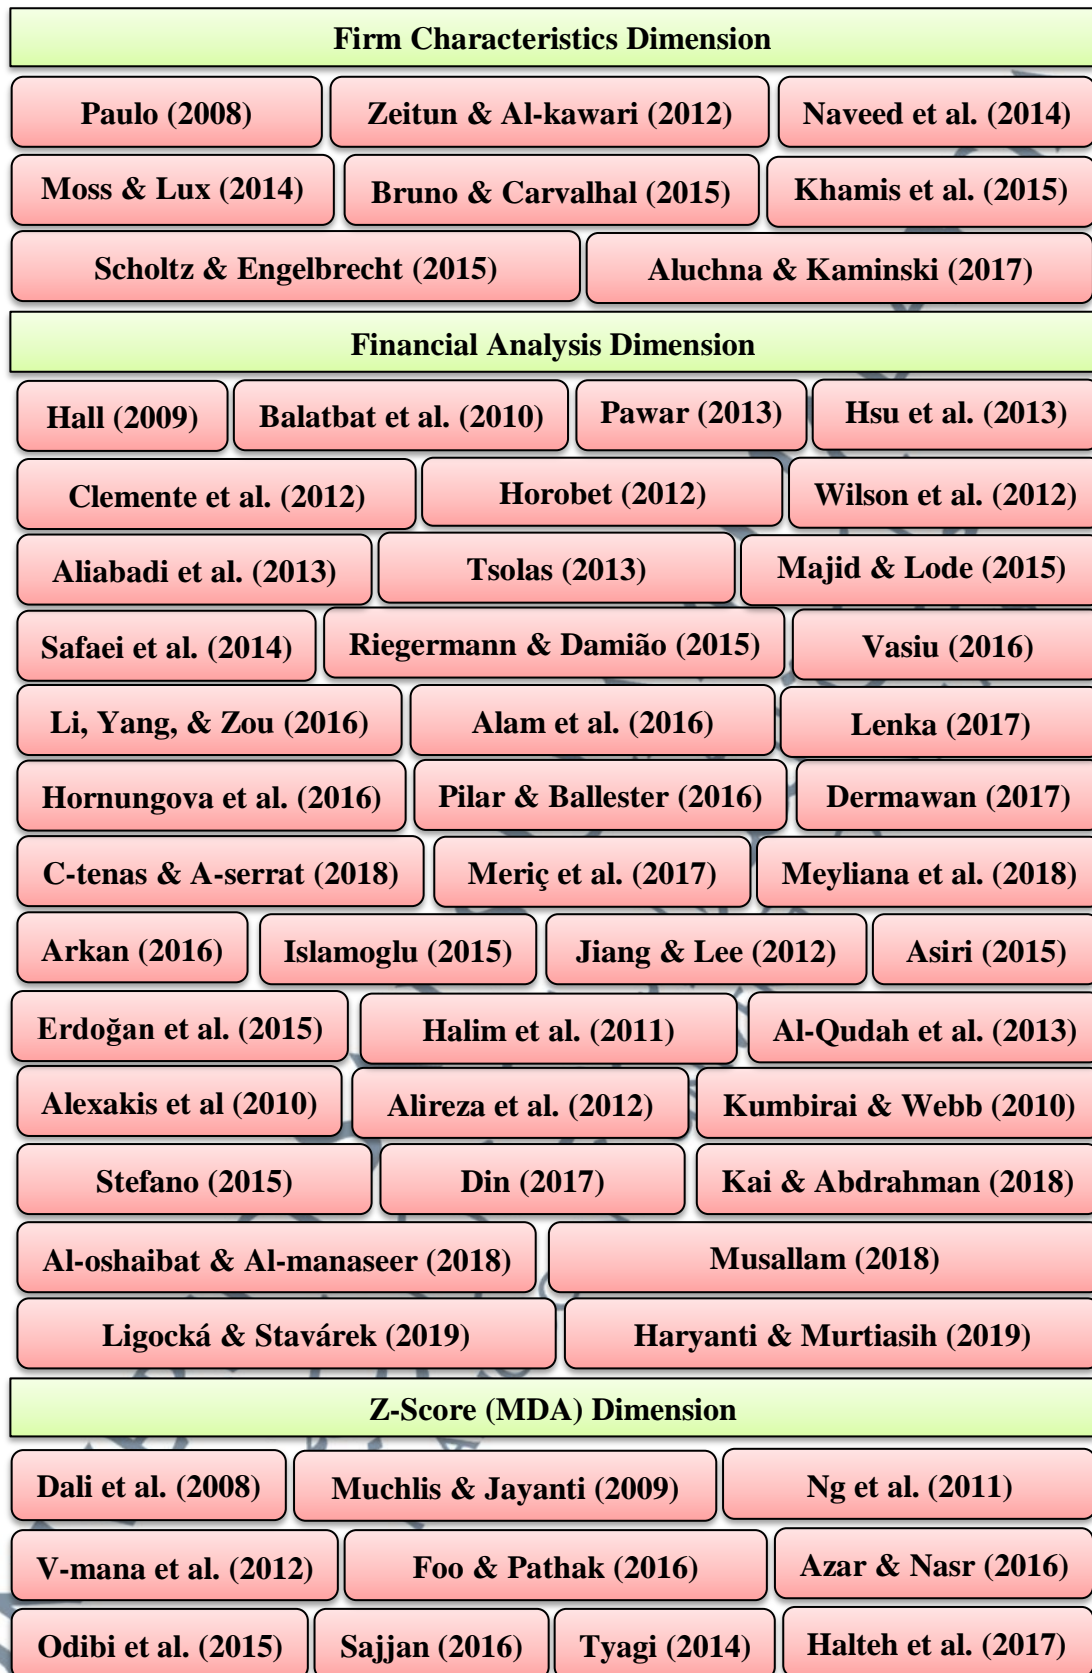 Firm Characteristics Dimension
Paulo (2008) Zeitun & Al-kawari (2012) Naveed et al. (2014)
Moss & Lux (2014) Bruno & Carvalhal (2015) Khamis et al. (2015)
Scholtz & Engelbrecht (2015) Aluchna & Kaminski (2017)
Financial Analysis Dimension
Hall (2009) Balatbat et al. (2010) Pawar (2013) Hsu et al. (2013)
Clemente et al. (2012) Horobet (2012) Wilson et al. (2012)
Aliabadi et al. (2013) Tsolas (2013) Majid & Lode (2015)
Safaei et al. (2014) Riegermann & Damião (2015) Vasiu (2016)
Li, Yang, & Zou (2016) Alam et al. (2016) Lenka (2017)
Hornungova et al. (2016) Pilar & Ballester (2016) Dermawan (2017)
C-tenas & A-serrat (2018) Meriç et al. (2017) Meyliana et al. (2018)
Arkan (2016) Islamoglu (2015) Jiang & Lee (2012) Asiri (2015)
Erdoğan et al. (2015) Halim et al. (2011) Al-Qudah et al. (2013)
Alexakis et al (2010) Alireza et al. (2012) Kumbirai & Webb (2010)
Stefano (2015) Din (2017) Kai & Abdrahman (2018)
Al-oshaibat & Al-manaseer (2018) Musallam (2018)
Ligocká & Stavárek (2019) Haryanti & Murtiasih (2019)
Z-Score (MDA) Dimension
Dali et al. (2008) Muchlis & Jayanti (2009) Ng et al. (2011)
V-mana et al. (2012) Foo & Pathak (2016) Azar & Nasr (2016)
Odibi et al. (2015) Sajjan (2016) Tyagi (2014) Halteh et al. (2017)